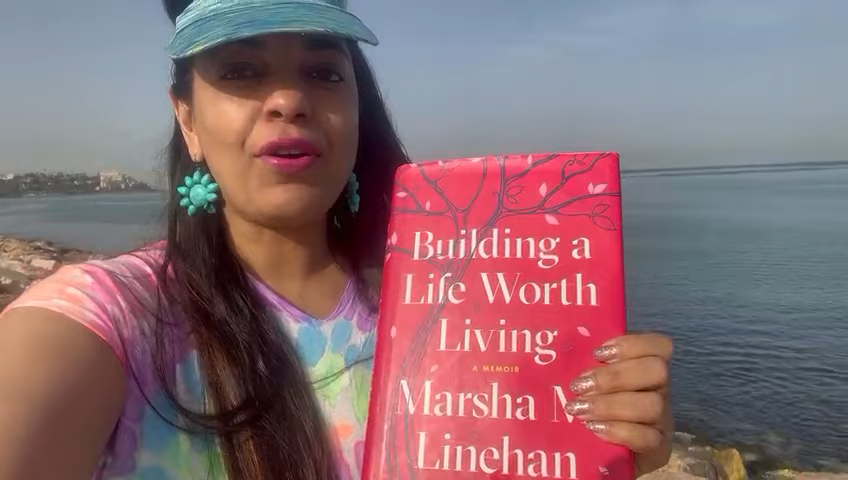 Building a
Life Worth
Living
A MEMOIR
Marsha M
Linehan